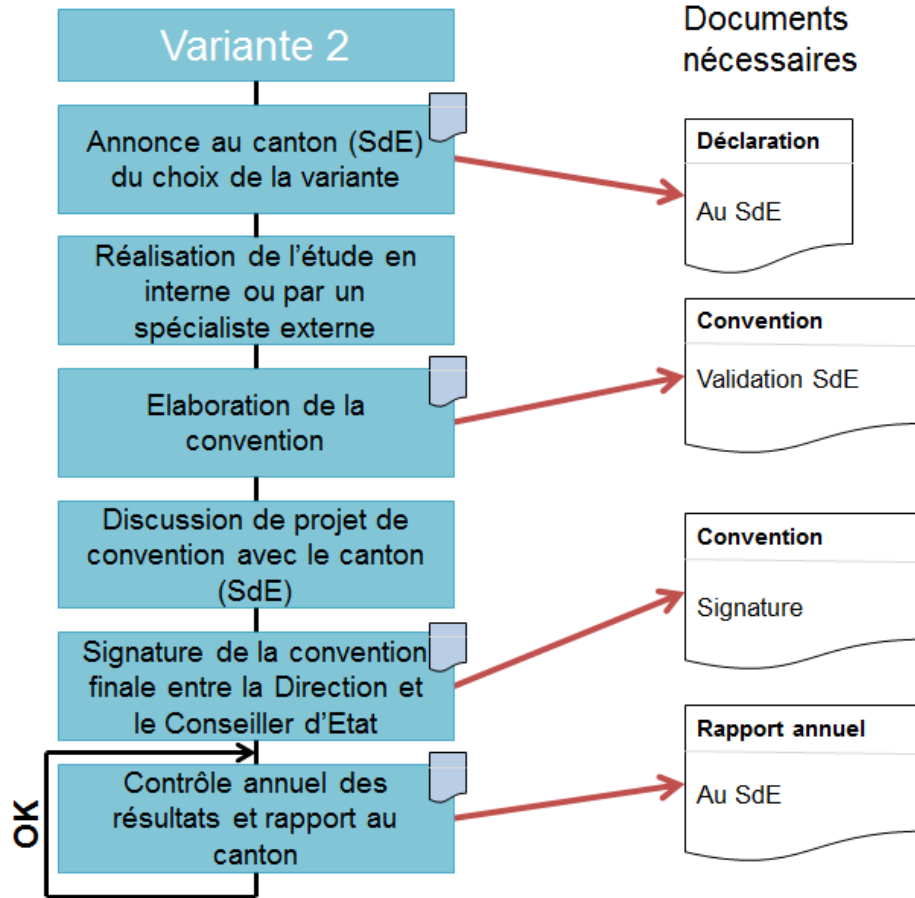 Variante 2
Annonce au canton (SdE)
du choix de la variante
Réalisation de l'étude en
interne ou par un
spécialiste externe
Elaboration de la
convention
Discussion de projet de
convention avec le canton
(SdE)
Signature de la convention
finale entre la Direction et
le Conseiller d'Etat
Contrôle annuel des
résultats et rapport au
canton
OK
Documents
nécessaires
Déclaration
Au SdE
Convention
Validation SdE
Convention
Signature
Rapport annuel
Au SdE